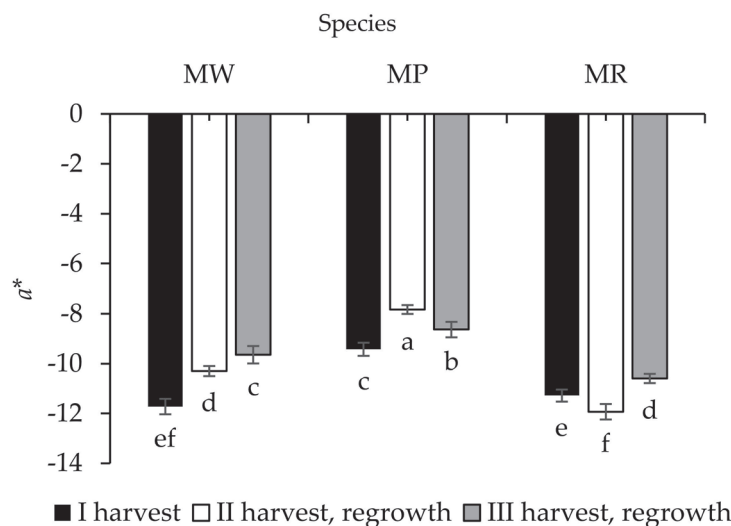 Species
MW MP MR
0
-2
-4
-6
-8
-10
-12
-14
a*
ef d c c a b e f d
I harvest II harvest, regrowth III harvest, regrowth